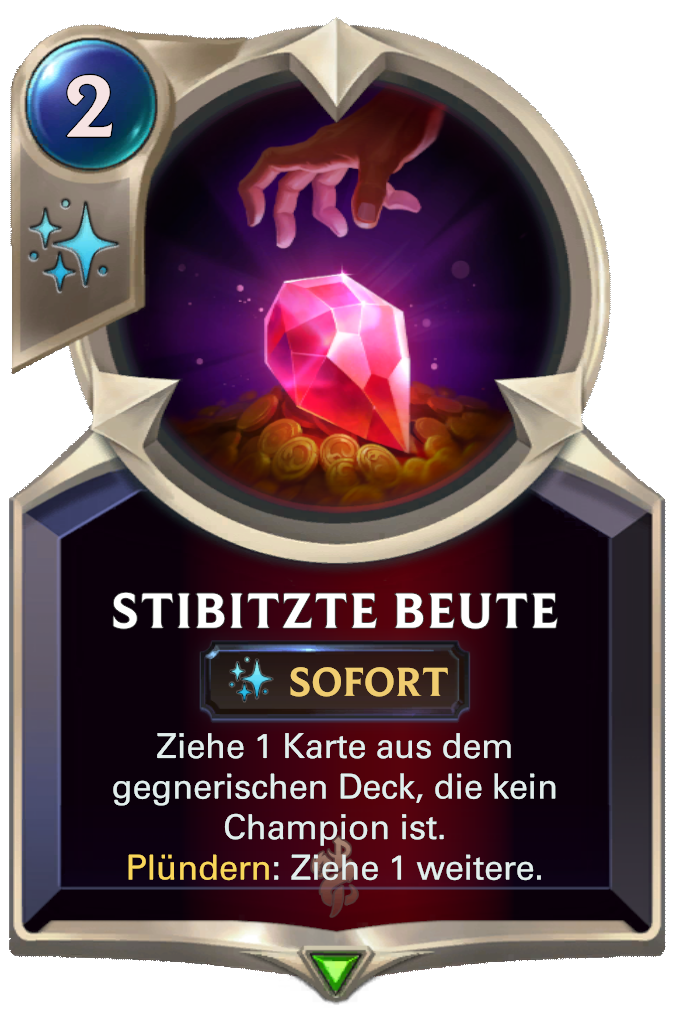 2
STIBITZTE BEUTE
SOFORT
Ziehe 1 Karte aus dem
gegnerischen Deck, die kein
Champion ist.
Plündern: Ziehe 1 weitere.